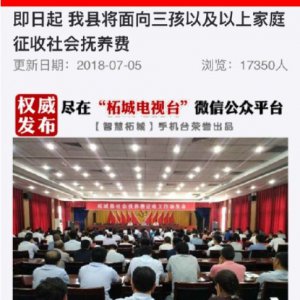 即日起 我县将面向三孩以及以上家庭
征收社会抚养费
更新日期：2018-07-05 浏览：17350人
权威
发布
尽在“柘城电视台”微信公众平台
【智慧柘城】手机台荣誉出品